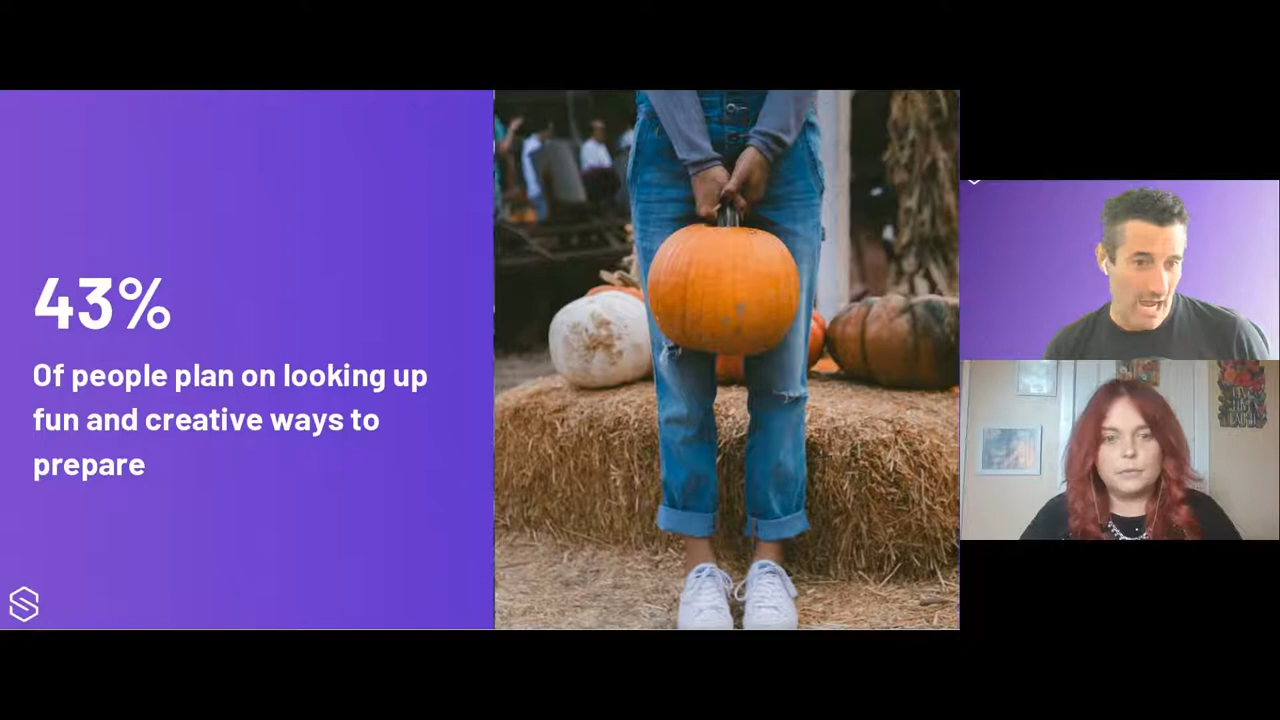 43%
Of people plan on looking up
fun and creative ways to
prepare